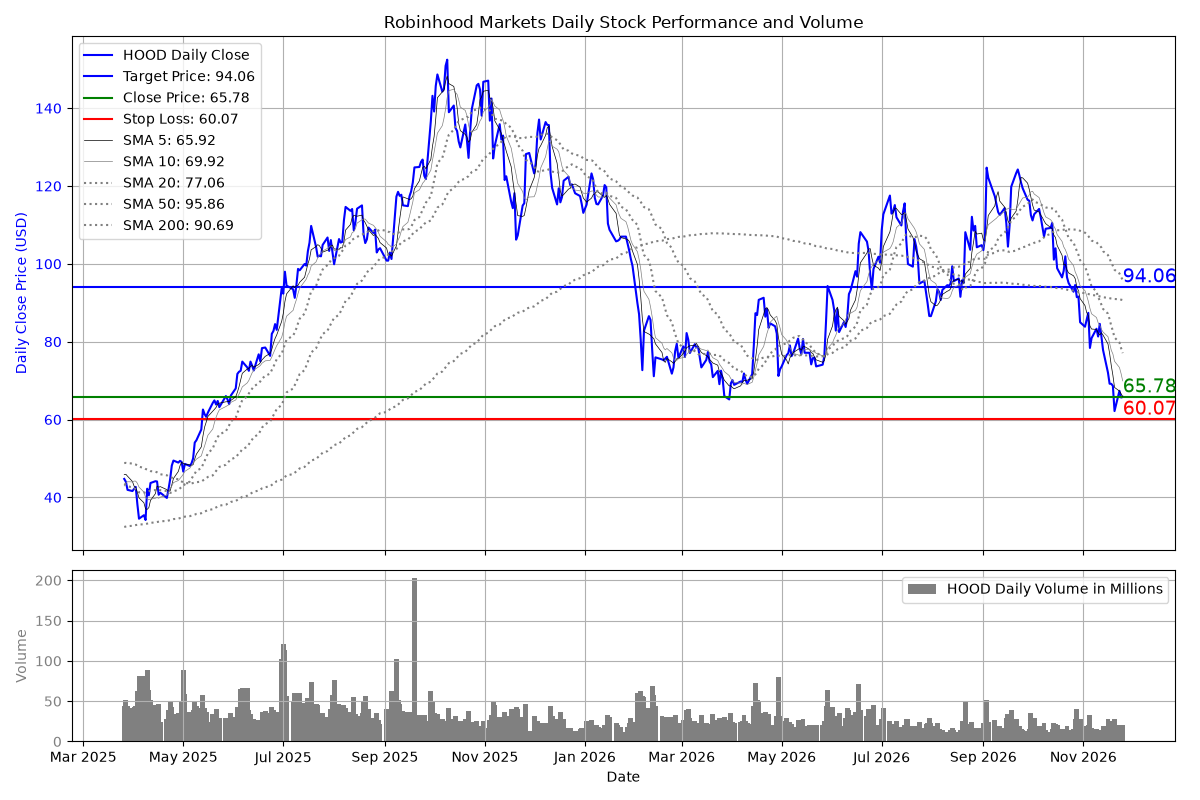 Robinhood Markets Daily Stock Performance and Volume
Daily Close Price (USD)
140
120
100
80
60
40
HOOD Daily Close
Target Price: 94.06
Close Price: 65.78
Stop Loss: 60.07
SMA 5: 65.92
SMA 10: 69.92
SMA 20: 77.06
SMA 50: 95.86
SMA 200: 90.69
94.06
65.78
60.07
Volume
200
150
100
50
0
HOOD Daily Volume in Millions
Mar 2025
May 2025
Jul 2025
Sep 2025
Nov 2025
Jan 2026
Mar 2026
May 2026
Jul 2026
Sep 2026
Nov 2026
Date